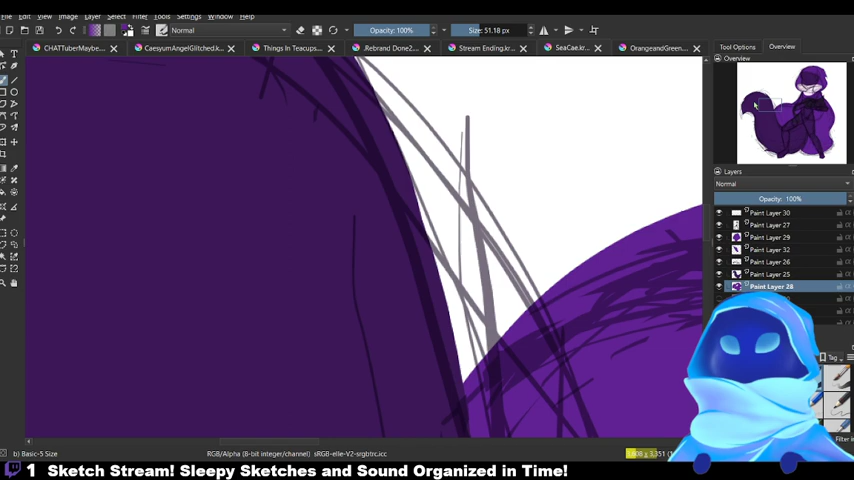 File Edit View Image Layer Select Filter Tools Settings Window Help
Normal
Opacity: 100%
Size: 51.18 px
CHATTuberMaybe...
CaesyumAngelGlitched.k...
Things In Teacups...
.Rebrand Done2...
Stream Ending.kr...
SeaCae.kr...
OrangeandGreen...
Tool Options
Overview
Overview
Layers
Normal
Opacity: 100%
Paint Layer 30
Paint Layer 27
Paint Layer 29
Paint Layer 32
Paint Layer 26
Paint Layer 25
Paint Layer 28
Tag
Filter in
b) Basic-5 Size
RGB/Alpha (8-bit integer/channel) sRGB-elle-V2-srgbtrc.icc
1 Sketch Stream! Sleepy Sketches and Sound Organized in Time!